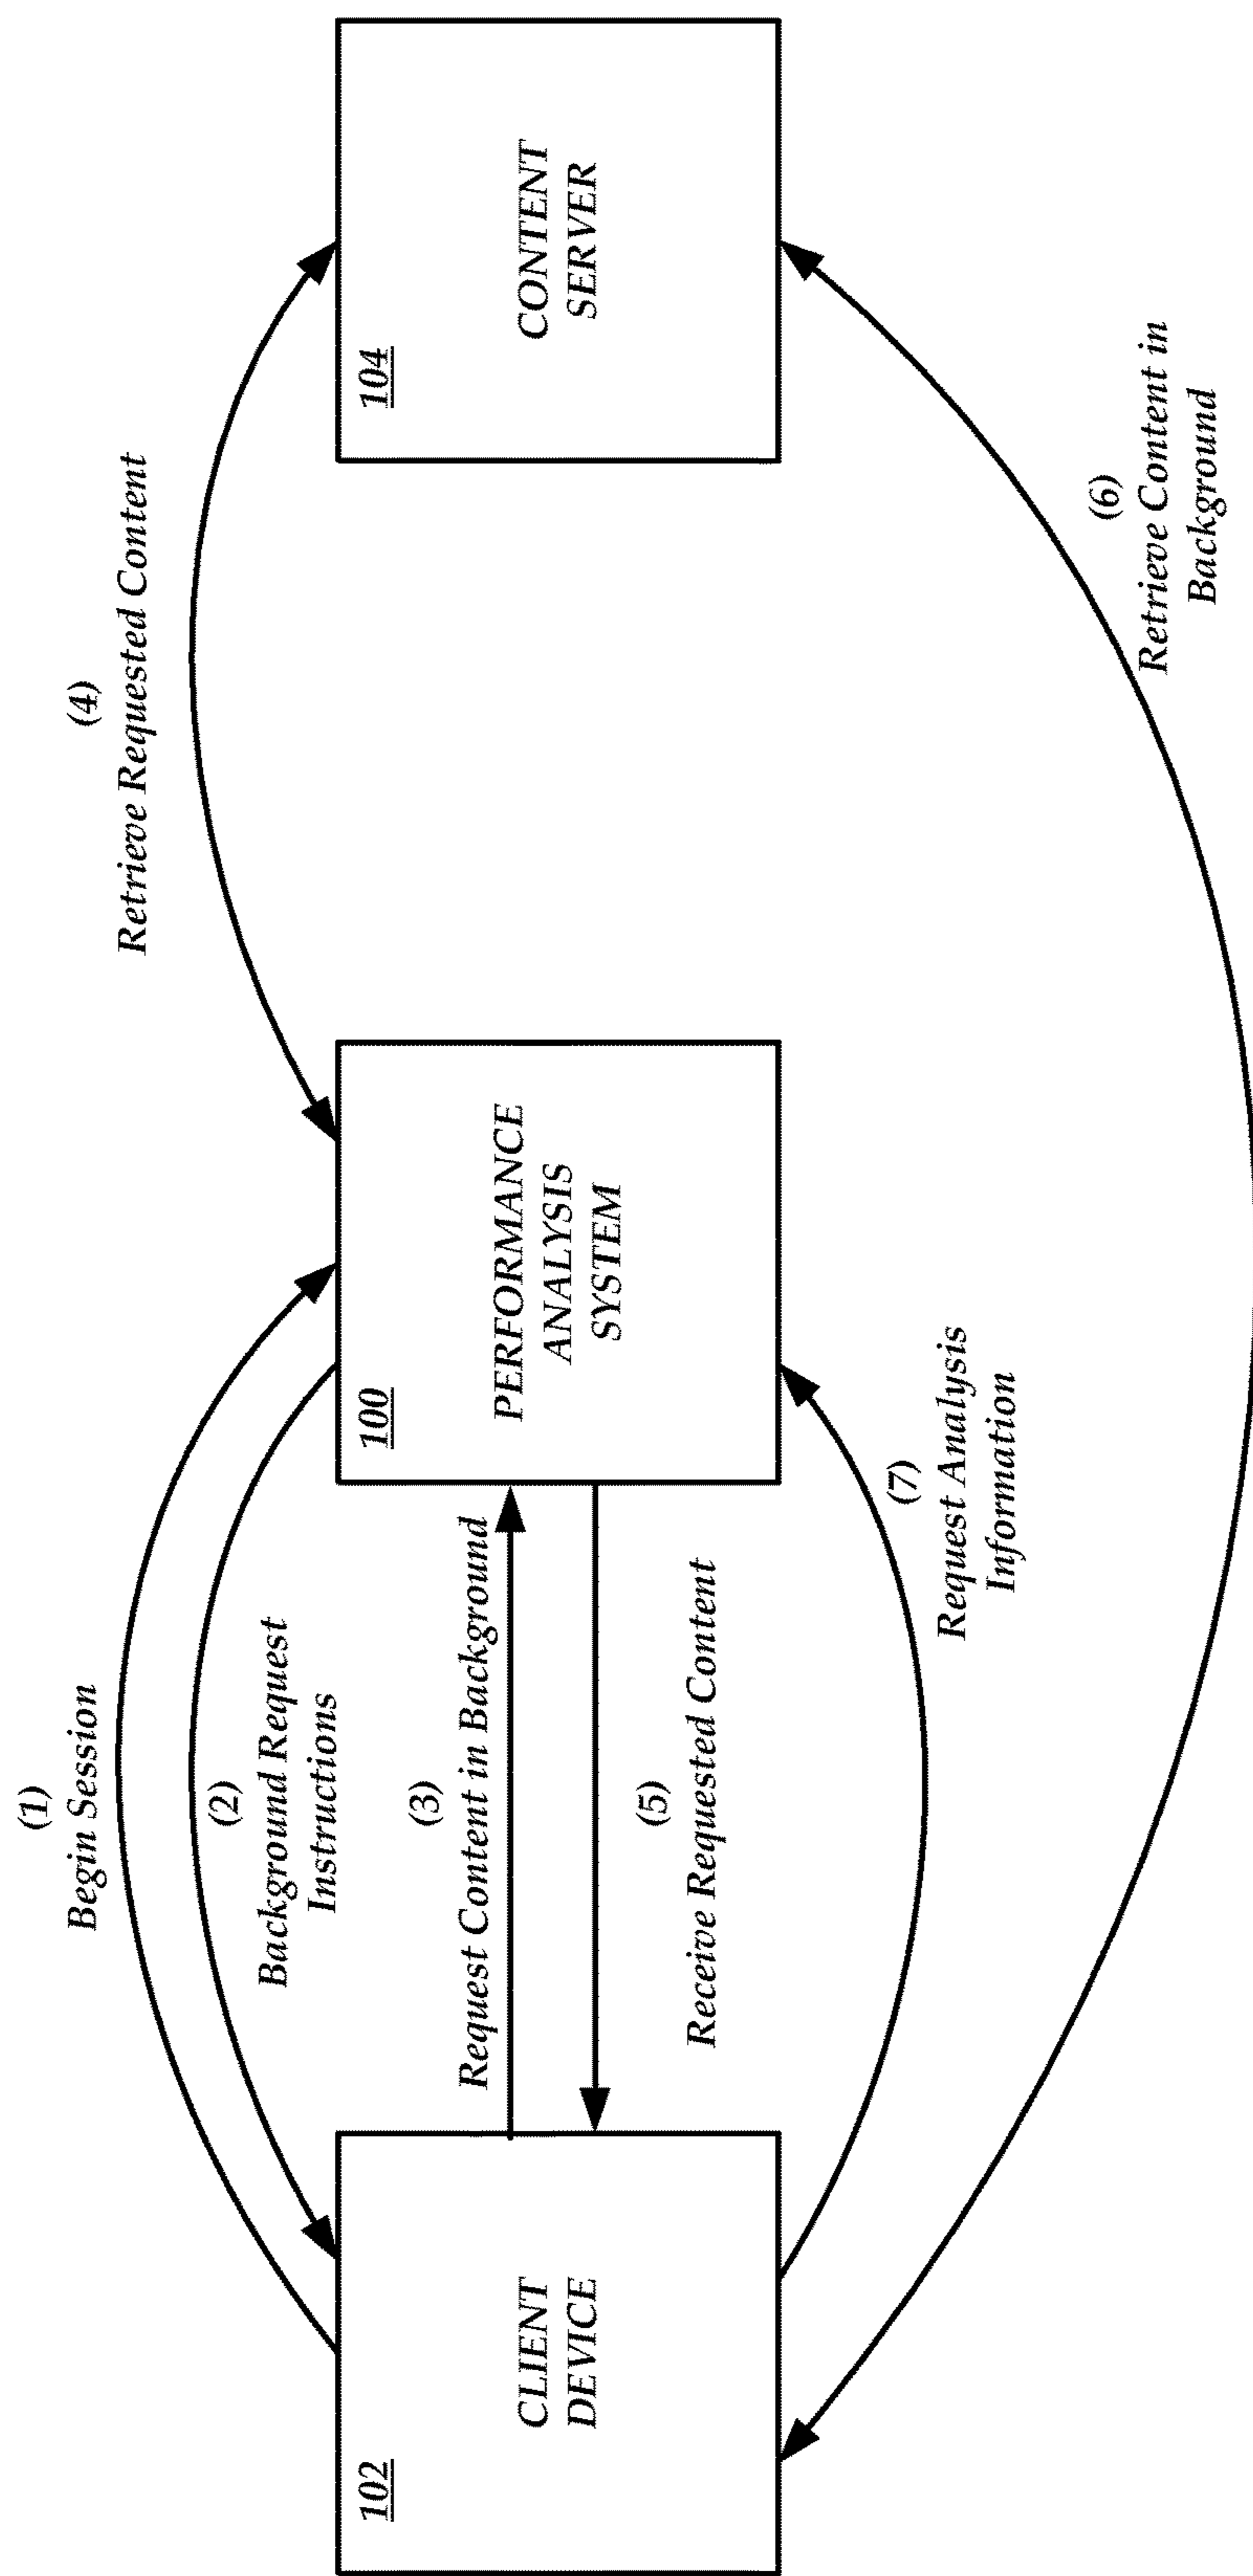 (1)
Begin Session
(2)
Background Request
Instructions
(3)
Request Content in Background
(4)
Retrieve Requested Content
102
CLIENT
DEVICE
100
PERFORMANCE
ANALYSIS
SYSTEM
104
CONTENT
SERVER
(5)
Receive Requested Content
(7)
Request Analysis
Information
(6)
Retrieve Content in
Background